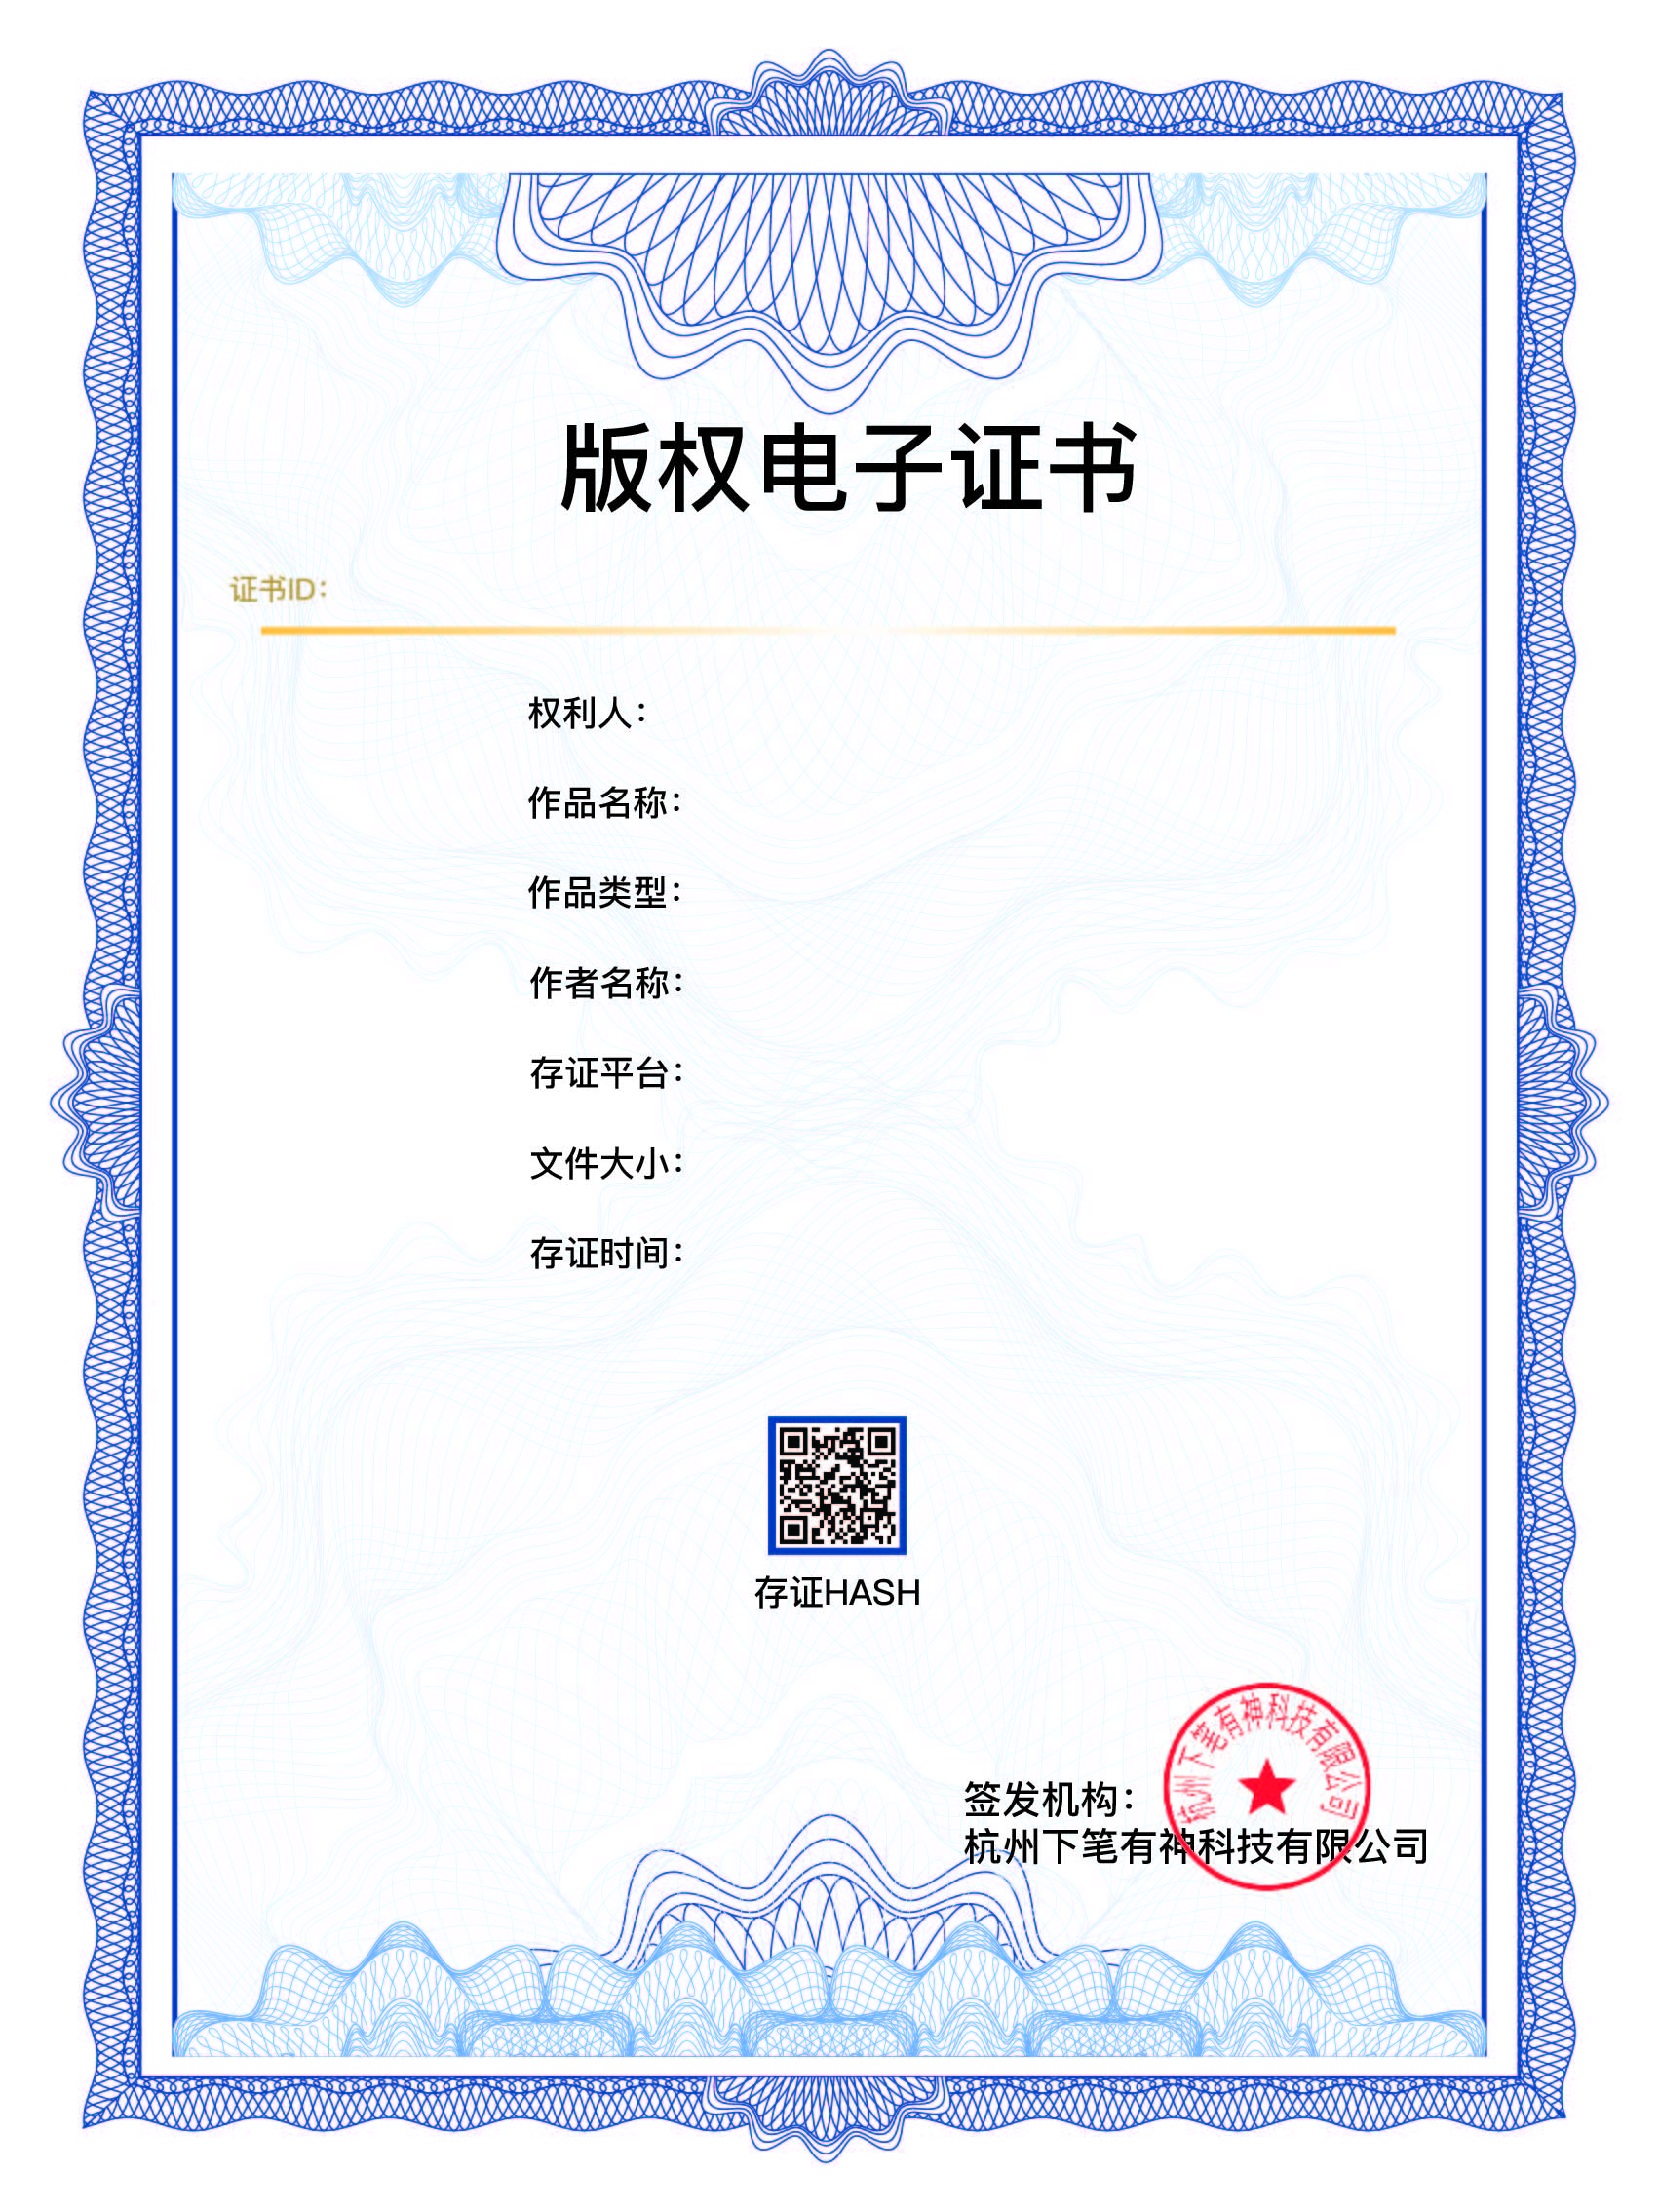 版权电子证书
证书ID：
权利人：
作品名称：
作品类型：
作者名称：
存证平台：
文件大小：
存证时间：
存证HASH
杭州下笔有神科技有限公司
签发机构：
杭州下笔有神科技有限公司